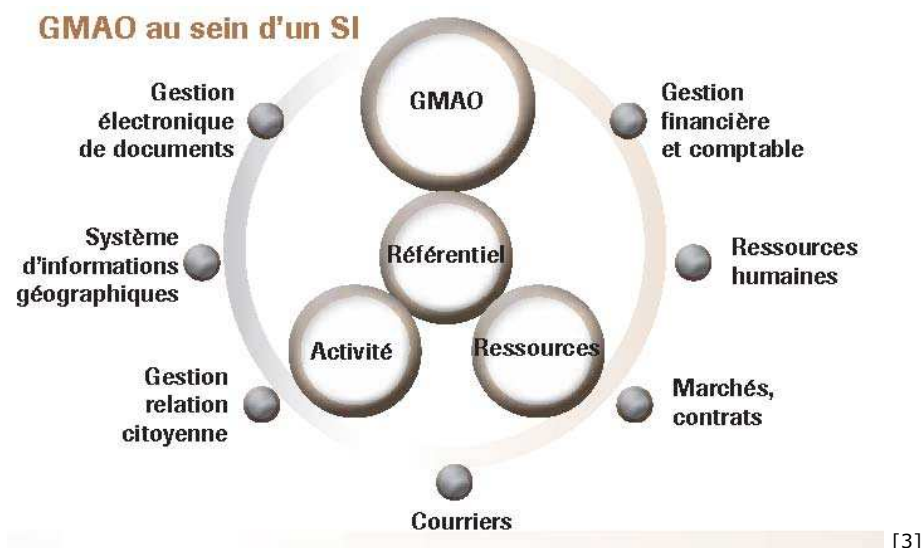 GMAO au sein d'un SI
GMAO
Gestion
électronique
de documents
Gestion
financière
et comptable
Système
d'informations
géographiques
Référentiel
Ressources
humaines
Activité
Ressources
Gestion
relation
citoyenne
Marchés,
contrats
Courriers
[3]